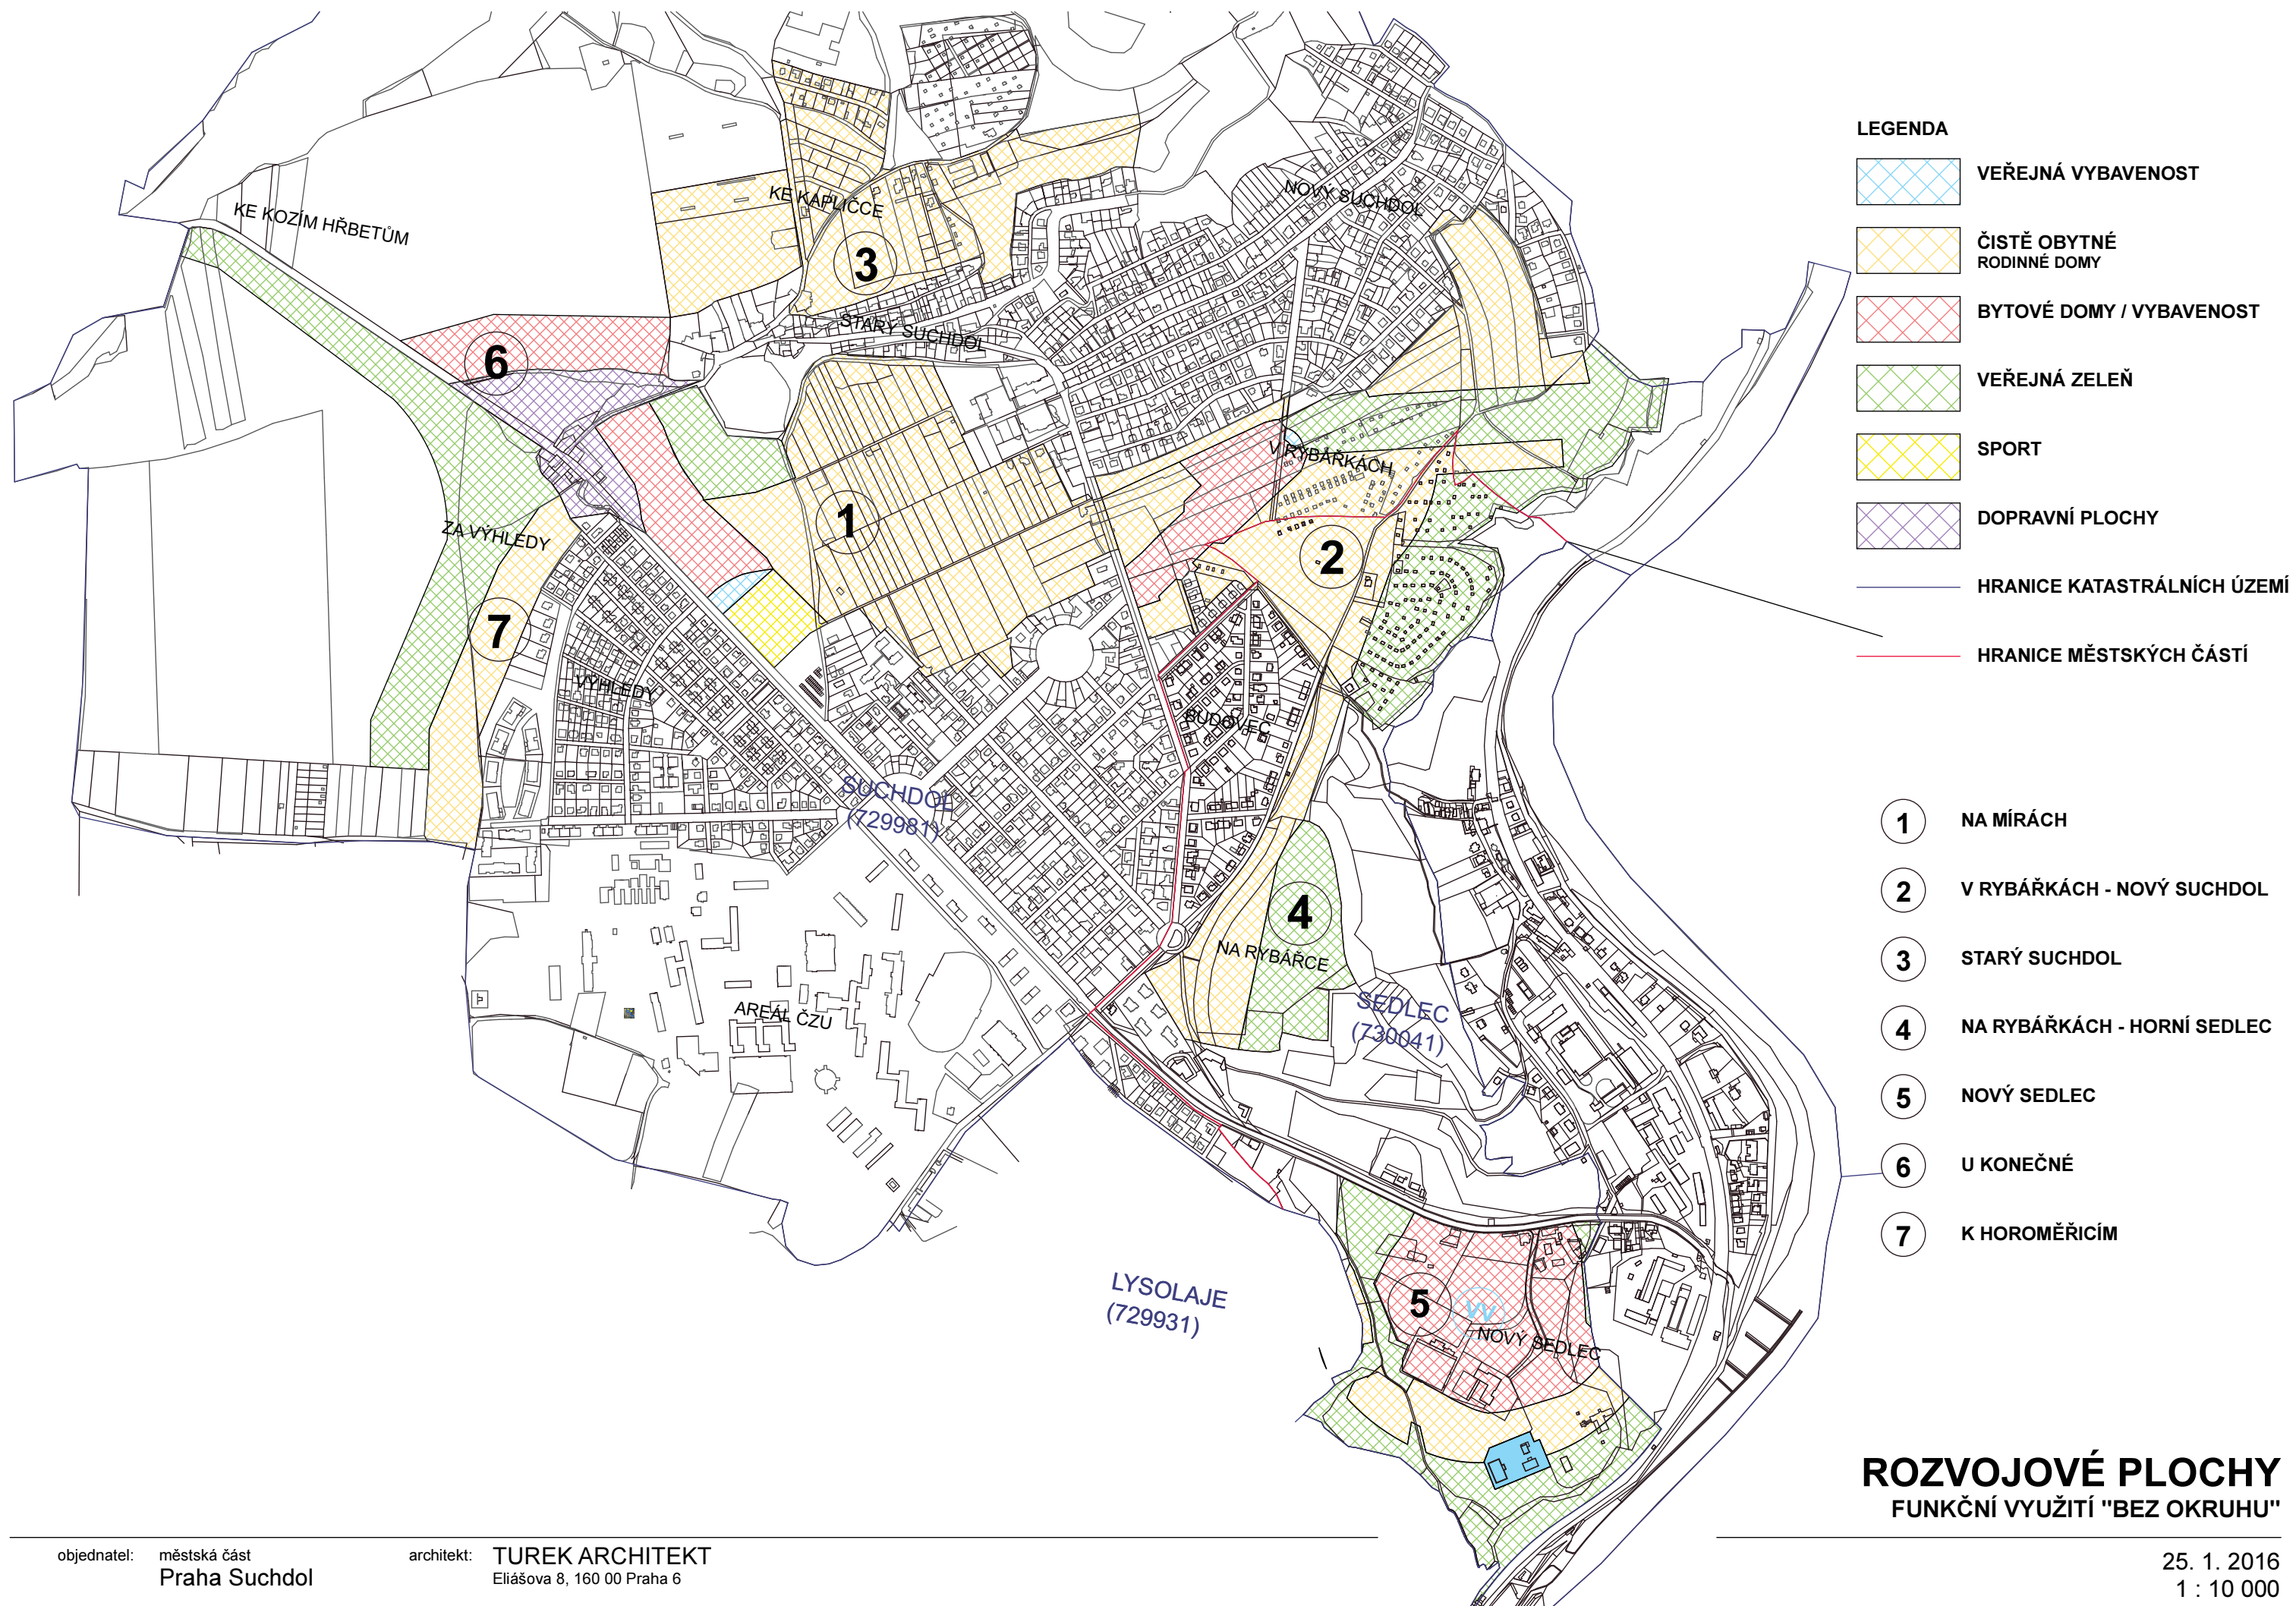 KE KOZÍM HŘBETŮM
KE KAPLIČCE
NOVÝ SUCHDOL
3
STARÝ SUCHDOL
6
V RYBÁŘKÁCH
1
2
ZA VÝHLEDY
7
VÝHLEDY
BUDOVEC
SUCHDOL
(729981)
4
NA RYBÁŘCE
AREÁL ČZU
SEDLEC
(730041)
LYSOLAJE
(729931)
5
VV
NOVÝ SEDLEC
LEGENDA
VEŘEJNÁ VYBAVENOST
ČISTĚ OBYTNÉ
RODINNÉ DOMY
BYTOVÉ DOMY / VYBAVENOST
VEŘEJNÁ ZELEŇ
SPORT
DOPRAVNÍ PLOCHY
HRANICE KATASTRÁLNÍCH ÚZEMÍ
HRANICE MĚSTSKÝCH ČÁSTÍ
1 NA MÍRÁCH
2 V RYBÁŘKÁCH - NOVÝ SUCHDOL
3 STARÝ SUCHDOL
4 NA RYBÁŘKÁCH - HORNÍ SEDLEC
5 NOVÝ SEDLEC
6 U KONEČNÉ
7 K HOROMĚŘICÍM
ROZVOJOVÉ PLOCHY
FUNKČNÍ VYUŽITÍ "BEZ OKRUHU"
objednatel: městská část
Praha Suchdol
architekt: TUREK ARCHITEKT
Eliášova 8, 160 00 Praha 6
25. 1. 2016
1 : 10 000